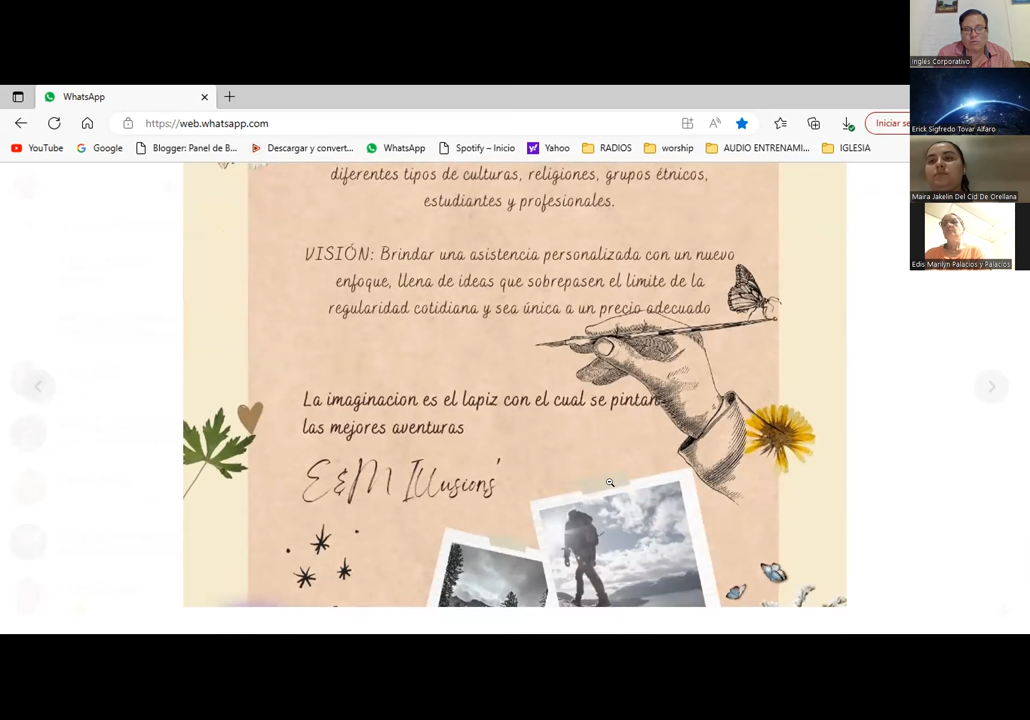 Inglés Corporativo
WhatsApp
https://web.whatsapp.com
Iniciar se
Erick Sigfredo Tovar Alfaro
YouTube
Google
Blogger: Panel de B...
Descargar y convert...
WhatsApp
Spotify – Inicio
Yahoo
RADIOS
worship
AUDIO ENTRENAMI...
IGLESIA
diferentes tipos de culturas, religiones, grupos étnicos,
estudiantes y profesionales.
Maira Jakelin Del Cid De Orellana
VISIÓN: Brindar una asistencia personalizada con un nuevo
enfoque, llena de ideas que sobrepasen el limite de la
regularidad cotidiana y sea única a un precio adecuado
Edis Marilyn Palacios y Palacios
La imaginacion es el lapiz con el cual se pintan
las mejores aventuras
E&M Illusions'